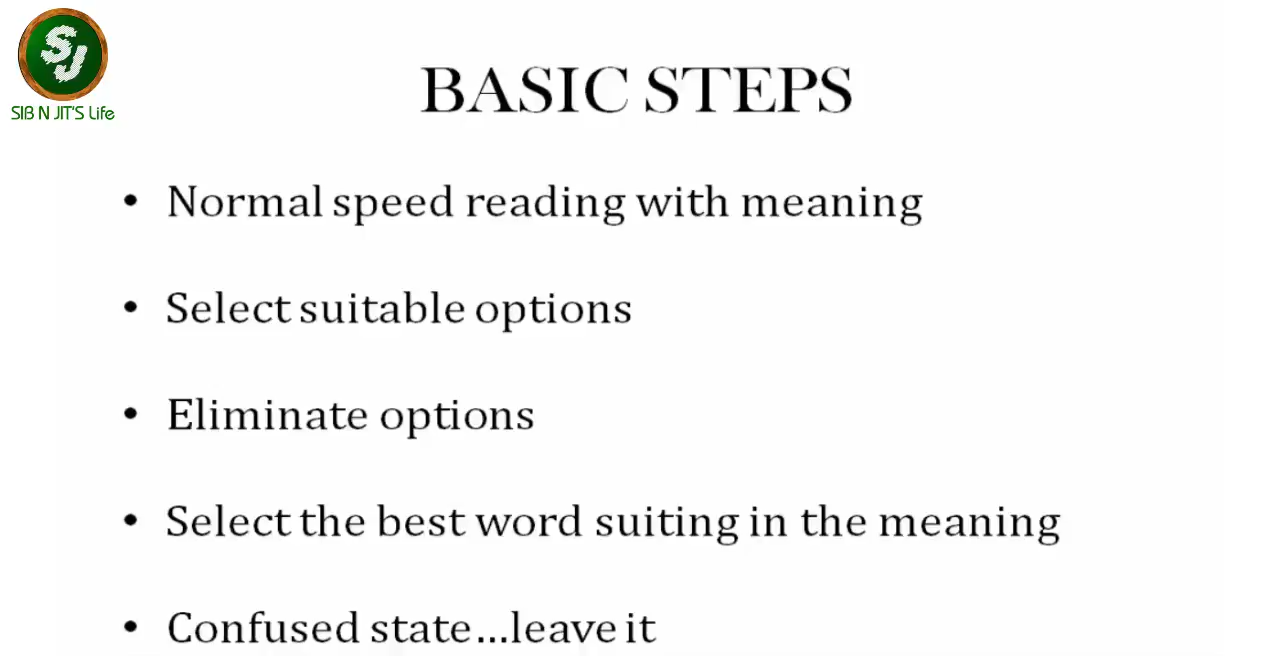 SJ
SIB N JIT'S Life
BASIC STEPS
• Normal speed reading with meaning
• Select suitable options
• Eliminate options
• Select the best word suiting in the meaning
• Confused state...leave it